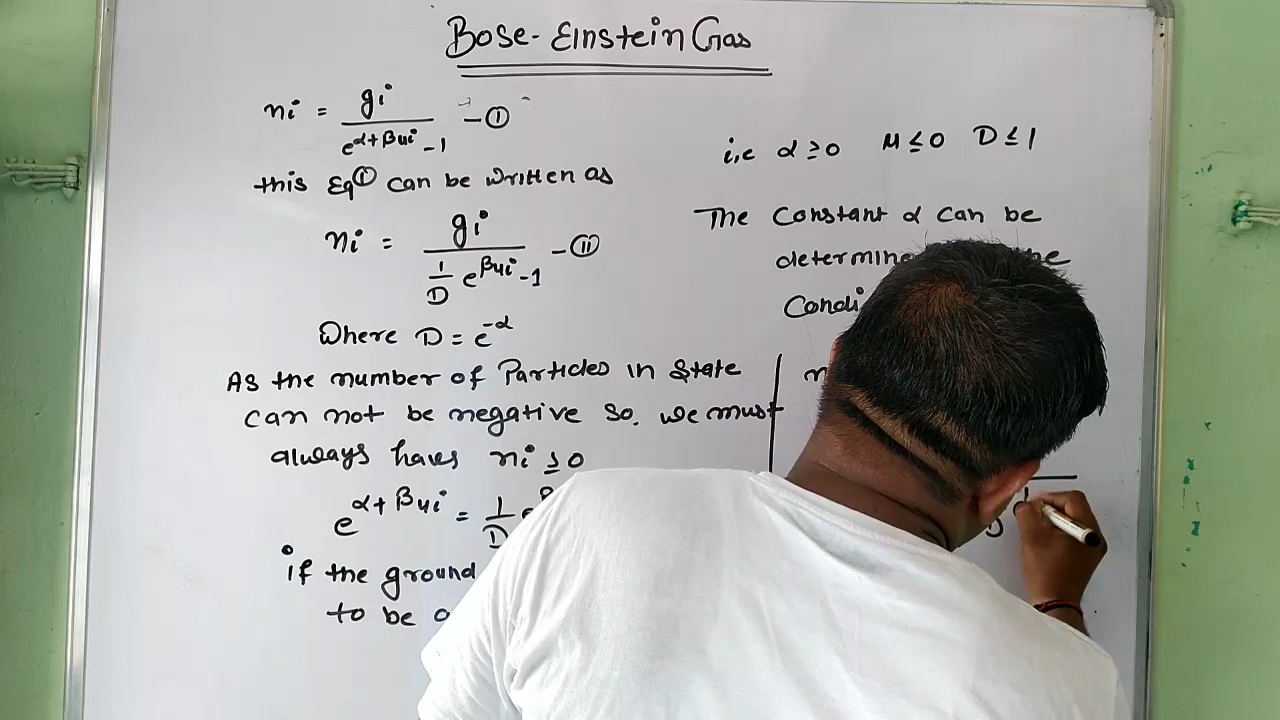 Bose-Einstein Gas
ni = gi / e^α+βui -1 -①
this Eq① can be written as
ni = gi / 1/D e^βui -1 -⑪
Where D = e^-α
As the number of Particles in State
can not be negative so. we must
always have, ni ≥ 0
e^α+βui = 1/D
if the ground
to be
i,e α ≥ 0 μ ≤ 0 D ≤ 1
The Constant α can be
determine
Condi
D